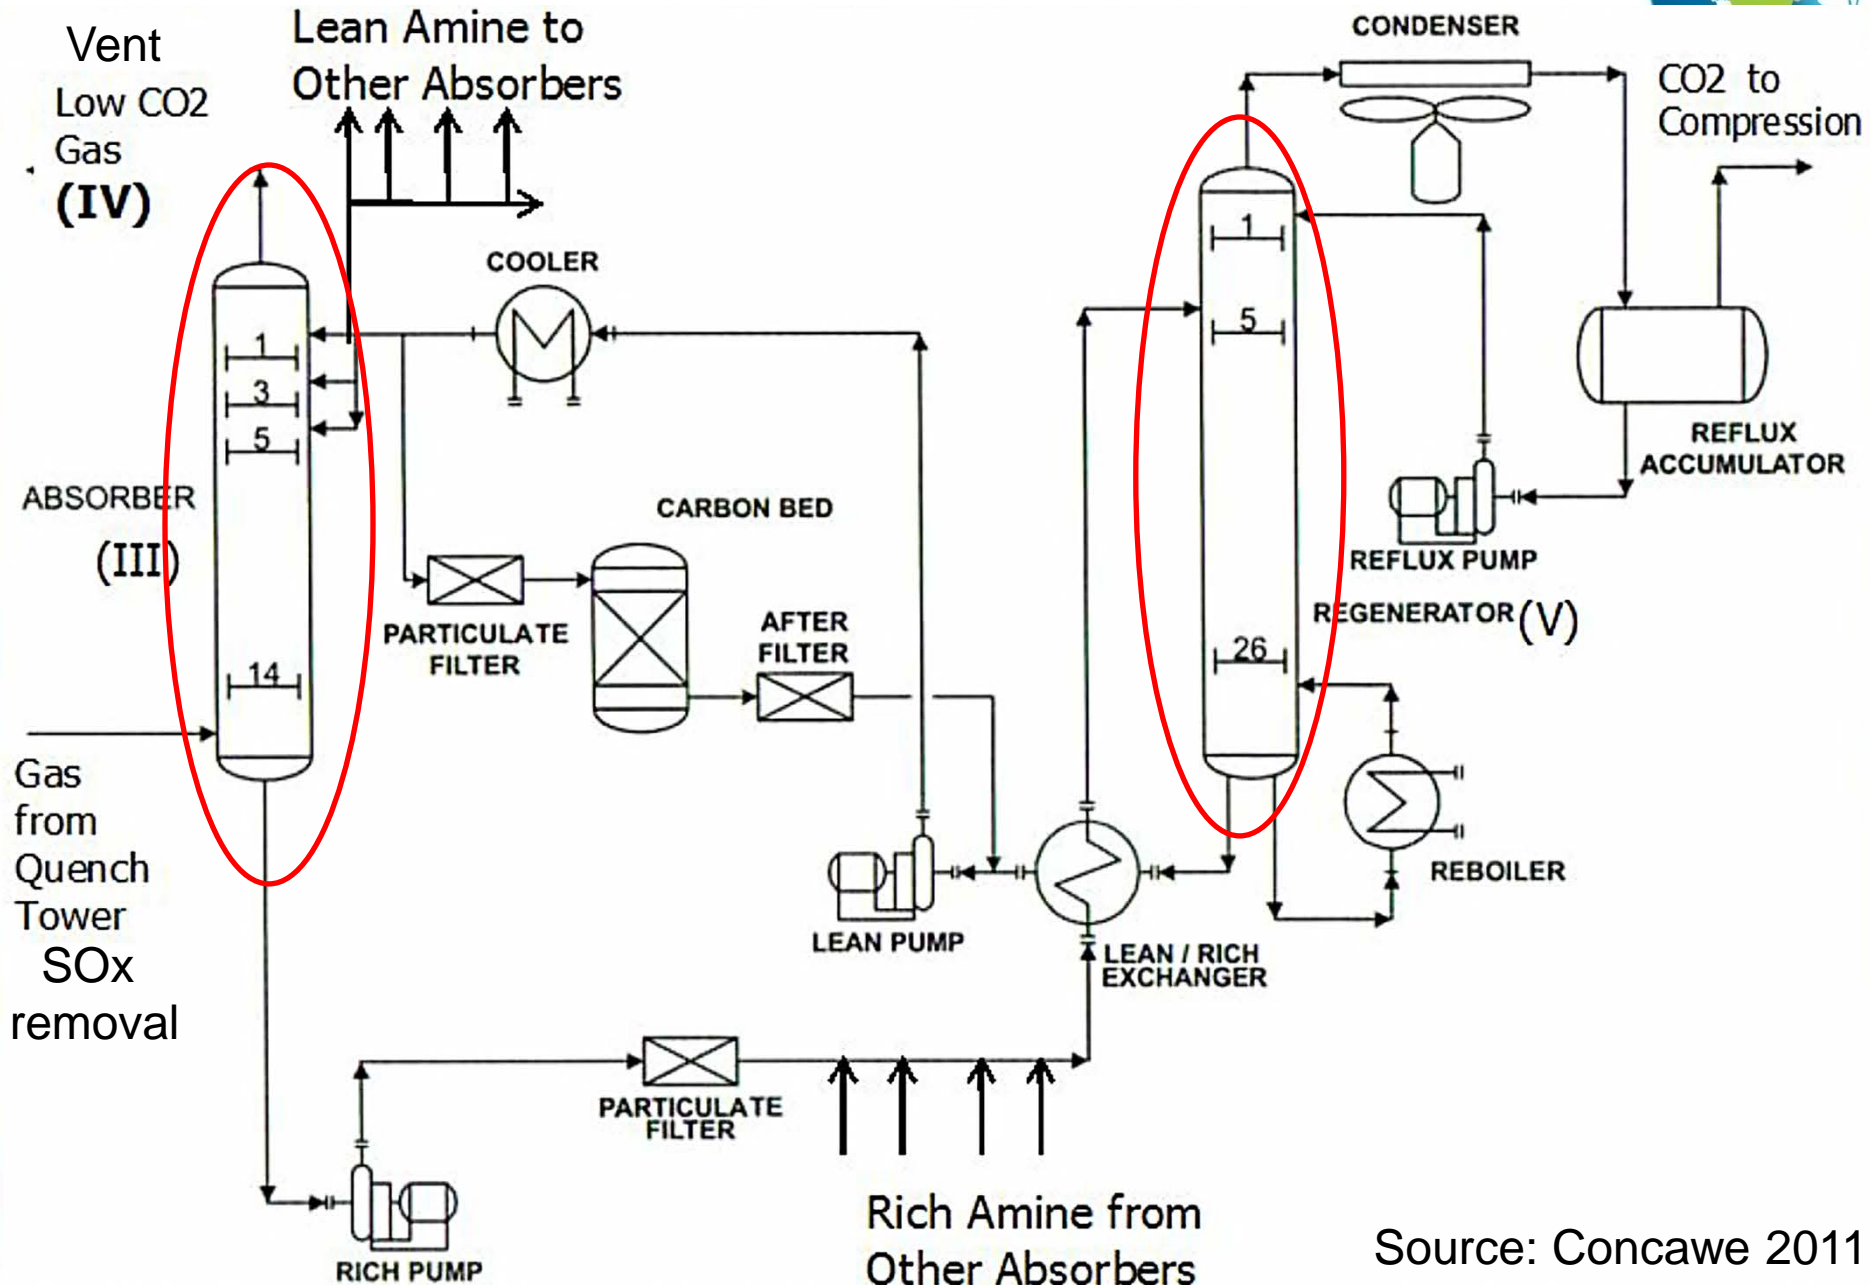 Vent
Low CO2
Gas
(IV)
Lean Amine to
Other Absorbers
CONDENSER
CO2 to
Compression
COOLER
1
3
5
14
ABSORBER
(III)
CARBON BED
PARTICULATE
FILTER
AFTER
FILTER
1
5
26
REFLUX
ACCUMULATOR
REFLUX PUMP
REGENERATOR (V)
REBOILER
Gas
from
Quench
Tower
SOx
removal
LEAN PUMP
LEAN / RICH
EXCHANGER
PARTICULATE
FILTER
RICH PUMP
Rich Amine from
Other Absorbers
Source: Concawe 2011